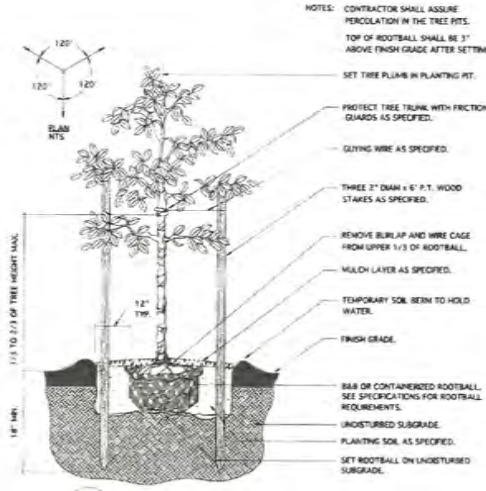 NOTES: CONTRACTOR SHALL ASSURE
PERCOLATION IN THE TREE PITS.
TOP OF ROOTBALL SHALL BE 3"
ABOVE FINISH GRADE AFTER SETTIN
120°
120° 120°
PLAN
NTS
SET TREE PLUMB IN PLANTING PIT.
PROTECT TREE TRUNK WITH FRICTION
GUARDS AS SPECIFIED.
GUYING WIRE AS SPECIFIED.
THREE 2" DIAM x 6' P.T. WOOD
STAKES AS SPECIFIED.
REMOVE BURLAP AND WIRE CAGE
FROM UPPER 1/3 OF ROOTBALL.
MULCH LAYER AS SPECIFIED.
TEMPORARY SOIL BERM TO HOLD
WATER.
FINISH GRADE.
B&B OR CONTAINERIZED ROOTBALL.
SEE SPECIFICATIONS FOR ROOTBALL
REQUIREMENTS.
UNDISTURBED SUBGRADE.
PLANTING SOIL AS SPECIFIED.
SET ROOTBALL ON UNDISTURBED
SUBGRADE.
1/3 TO 2/3 OF TREE HEIGHT MAX.
12"
TYP.
18" MIN.